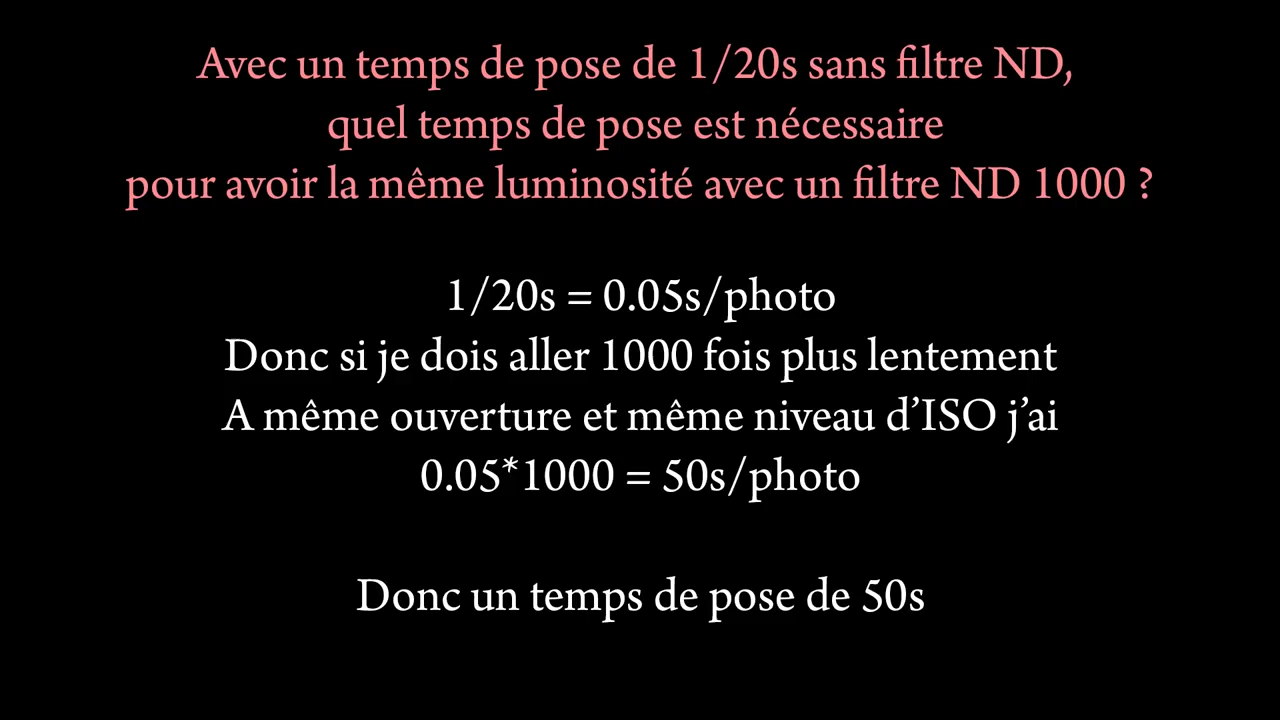 Avec un temps de pose de 1/20s sans filtre ND,
quel temps de pose est nécessaire
pour avoir la même luminosité avec un filtre ND 1000 ?
1/20s = 0.05s/photo
Donc si je dois aller 1000 fois plus lentement
A même ouverture et même niveau d’ISO j’ai
0.05*1000 = 50s/photo
Donc un temps de pose de 50s